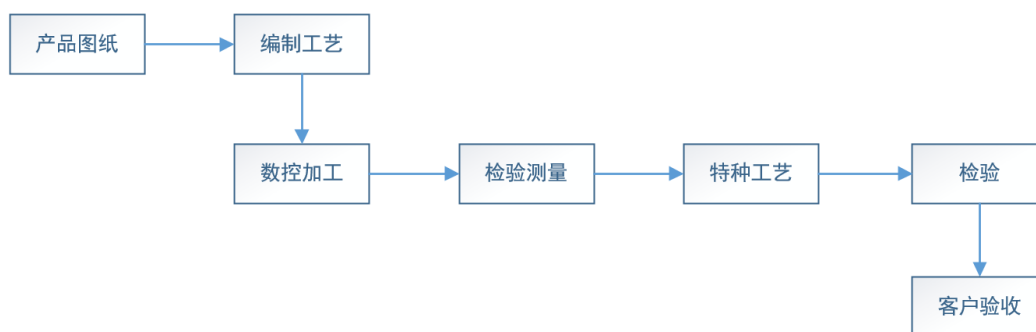 产品图纸
编制工艺
数控加工
检验测量
特种工艺
检验
客户验收